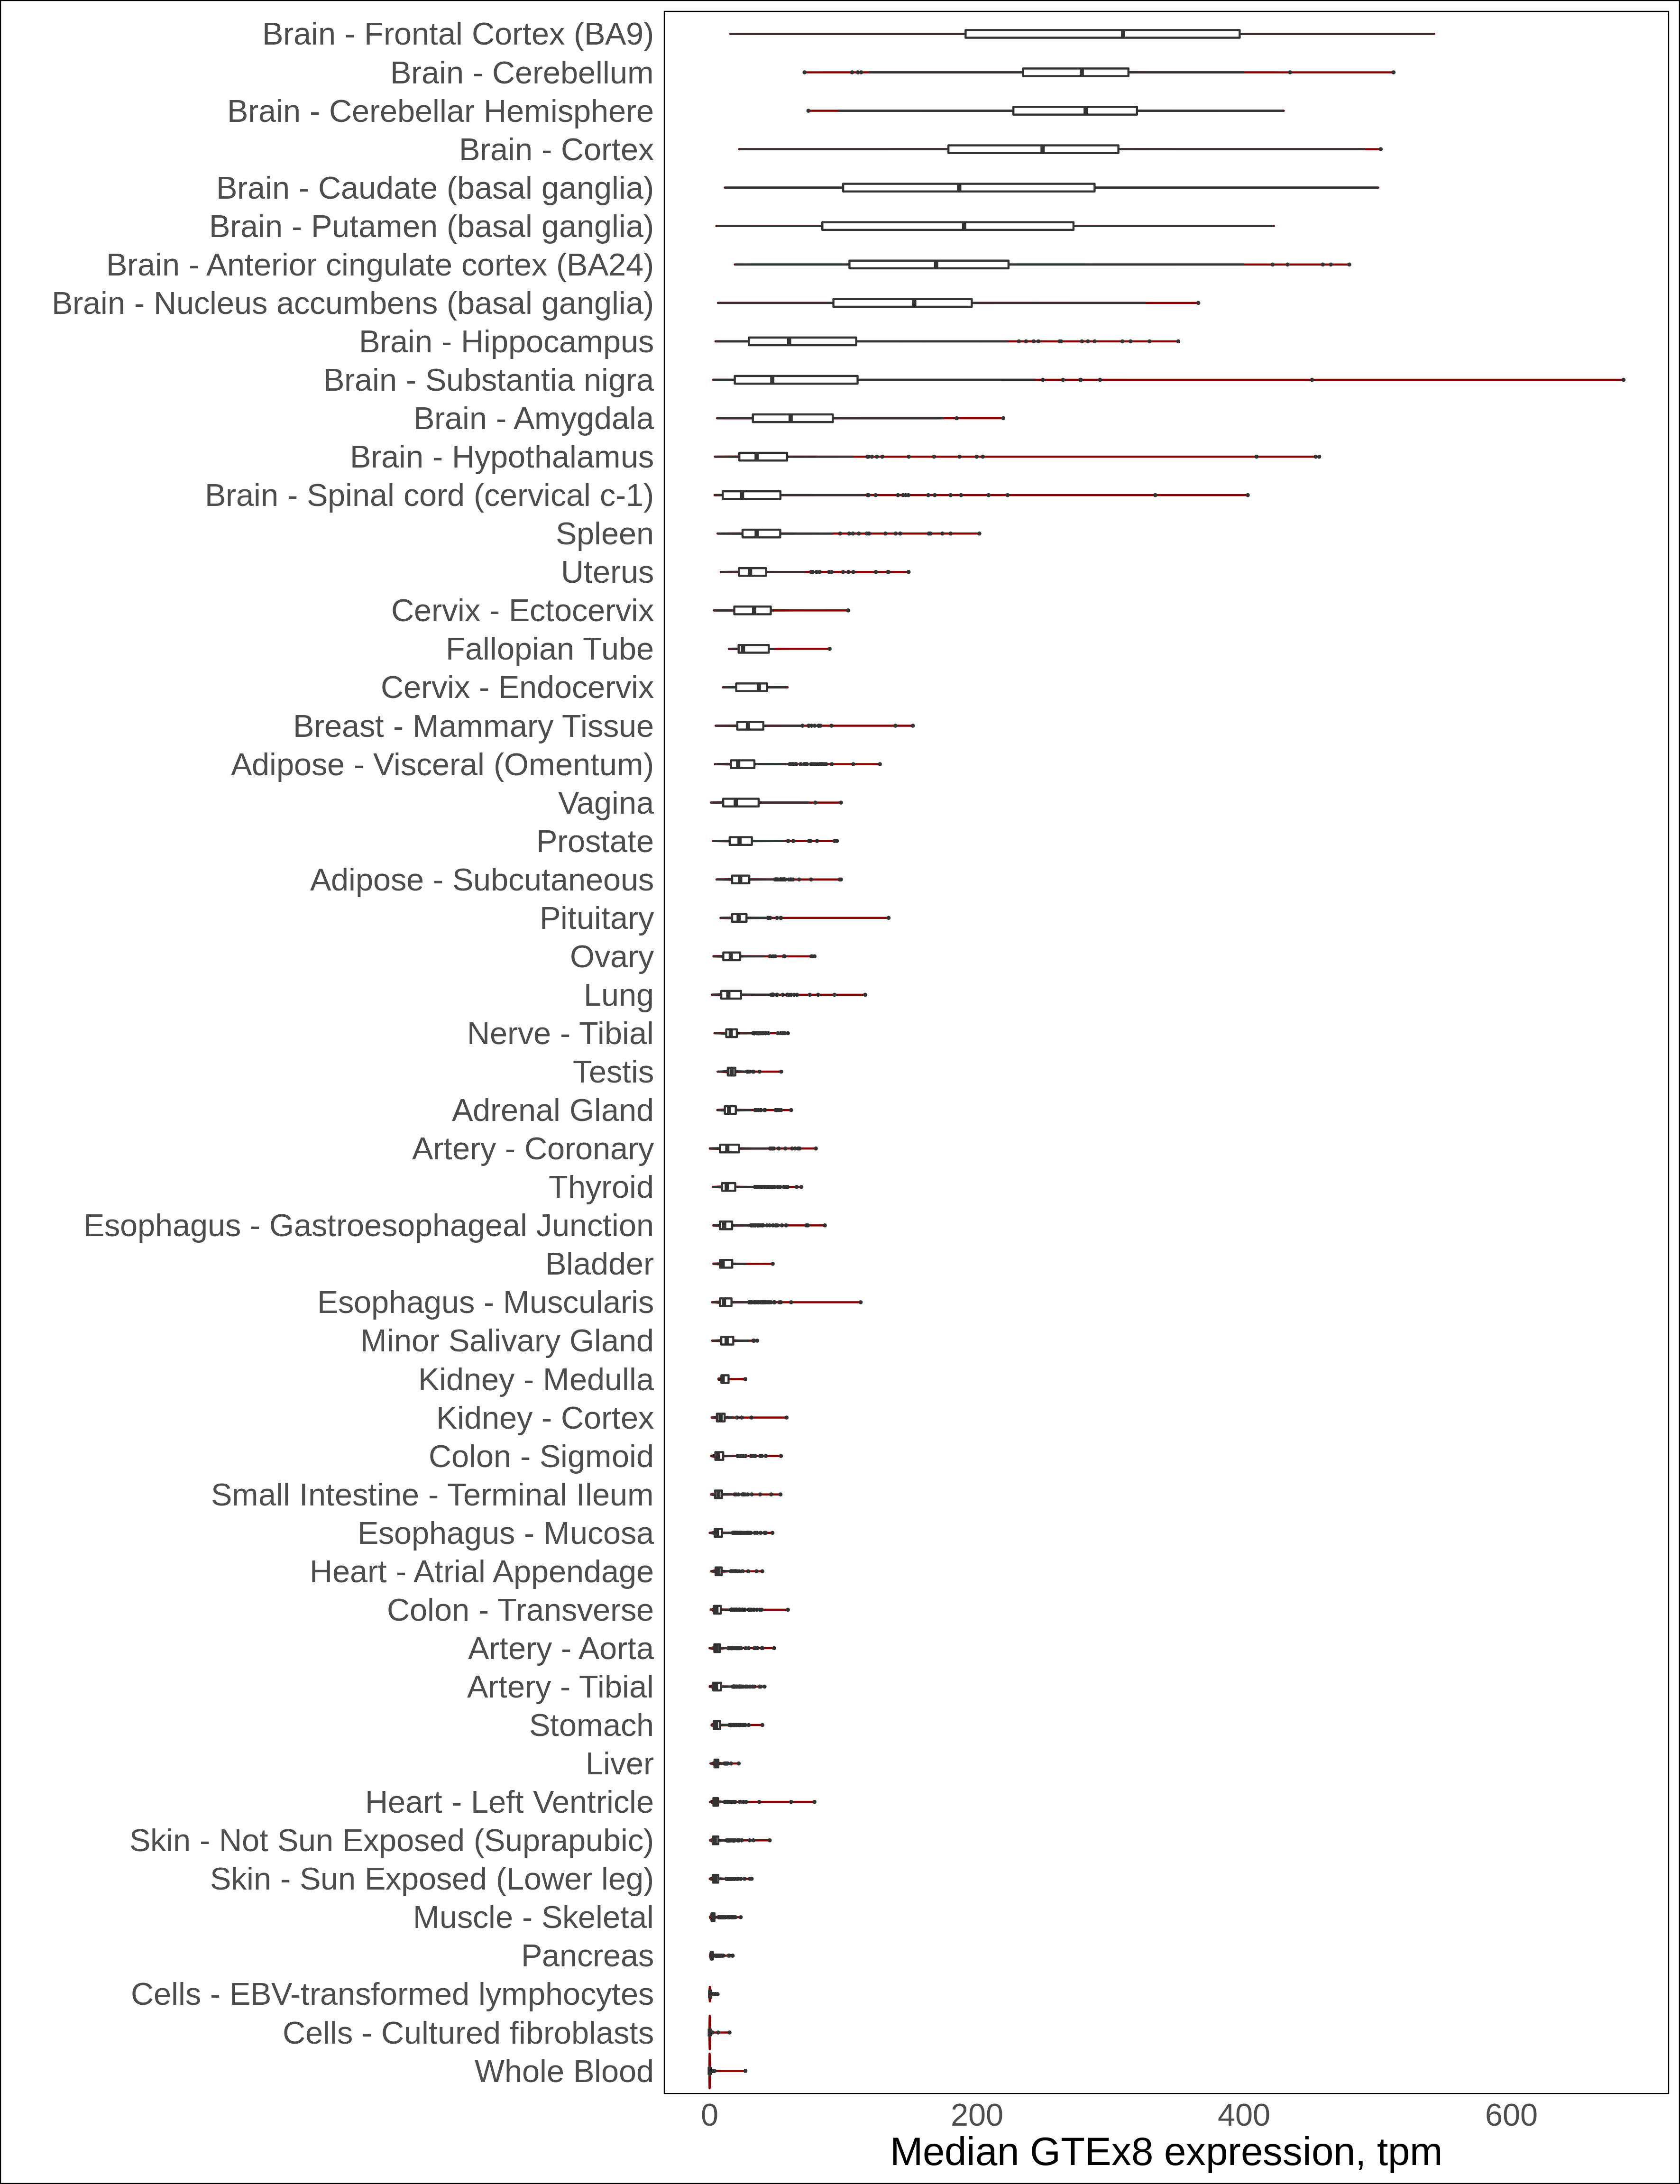 Brain - Frontal Cortex (BA9)
Brain - Cerebellum
Brain - Cerebellar Hemisphere
Brain - Cortex
Brain - Caudate (basal ganglia)
Brain - Putamen (basal ganglia)
Brain - Anterior cingulate cortex (BA24)
Brain - Nucleus accumbens (basal ganglia)
Brain - Hippocampus
Brain - Substantia nigra
Brain - Amygdala
Brain - Hypothalamus
Brain - Spinal cord (cervical c-1)
Spleen
Uterus
Cervix - Ectocervix
Fallopian Tube
Cervix - Endocervix
Breast - Mammary Tissue
Adipose - Visceral (Omentum)
Vagina
Prostate
Adipose - Subcutaneous
Pituitary
Ovary
Lung
Nerve - Tibial
Testis
Adrenal Gland
Artery - Coronary
Thyroid
Esophagus - Gastroesophageal Junction
Bladder
Esophagus - Muscularis
Minor Salivary Gland
Kidney - Medulla
Kidney - Cortex
Colon - Sigmoid
Small Intestine - Terminal Ileum
Esophagus - Mucosa
Heart - Atrial Appendage
Colon - Transverse
Artery - Aorta
Artery - Tibial
Stomach
Liver
Heart - Left Ventricle
Skin - Not Sun Exposed (Suprapubic)
Skin - Sun Exposed (Lower leg)
Muscle - Skeletal
Pancreas
Cells - EBV-transformed lymphocytes
Cells - Cultured fibroblasts
Whole Blood
0 200 400 600
Median GTEx8 expression, tpm